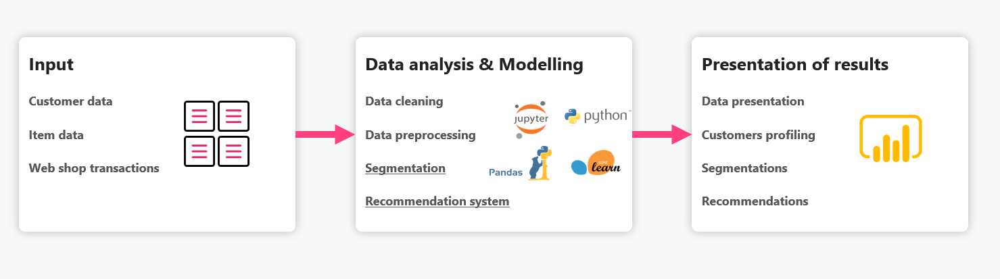 Input
Customer data
Item data
Web shop transactions
Data analysis & Modelling
Data cleaning
Data preprocessing
Segmentation
Recommendation system
jupyter
python™
Pandas
learn
Presentation of results
Data presentation
Customers profiling
Segmentations
Recommendations